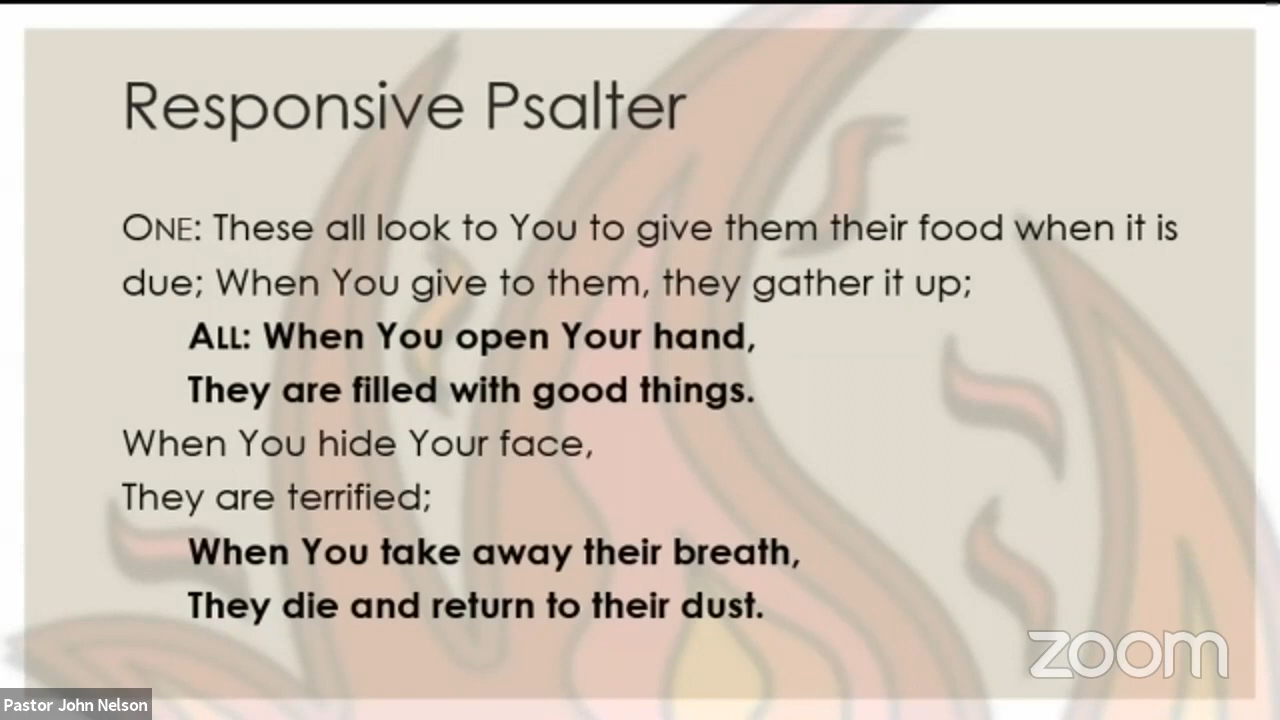 Responsive Psalter
ONE: These all look to You to give them their food when it is
due; When You give to them, they gather it up;
ALL: When You open Your hand,
They are filled with good things.
When You hide Your face,
They are terrified;
When You take away their breath,
They die and return to their dust.
zoom
Pastor John Nelson